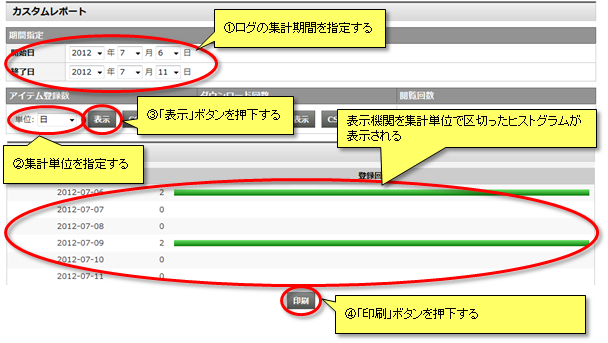 カスタムレポート
①ログの集計期間を指定する
期間指定
開始日 2012 年 7 月 6 日
終了日 2012 年 7 月 11 日
アイテム登録数 ダウンロード回数 閲覧回数
単位: 日 表示 表示 CS
③「表示」ボタンを押下する
表示機関を集計単位で区切ったヒストグラムが
表示される
②集計単位を指定する
登録回
2012-07-06 2
2012-07-07 0
2012-07-08 0
2012-07-09 2
2012-07-10 0
2012-07-11 0
印刷
④「印刷」ボタンを押下する